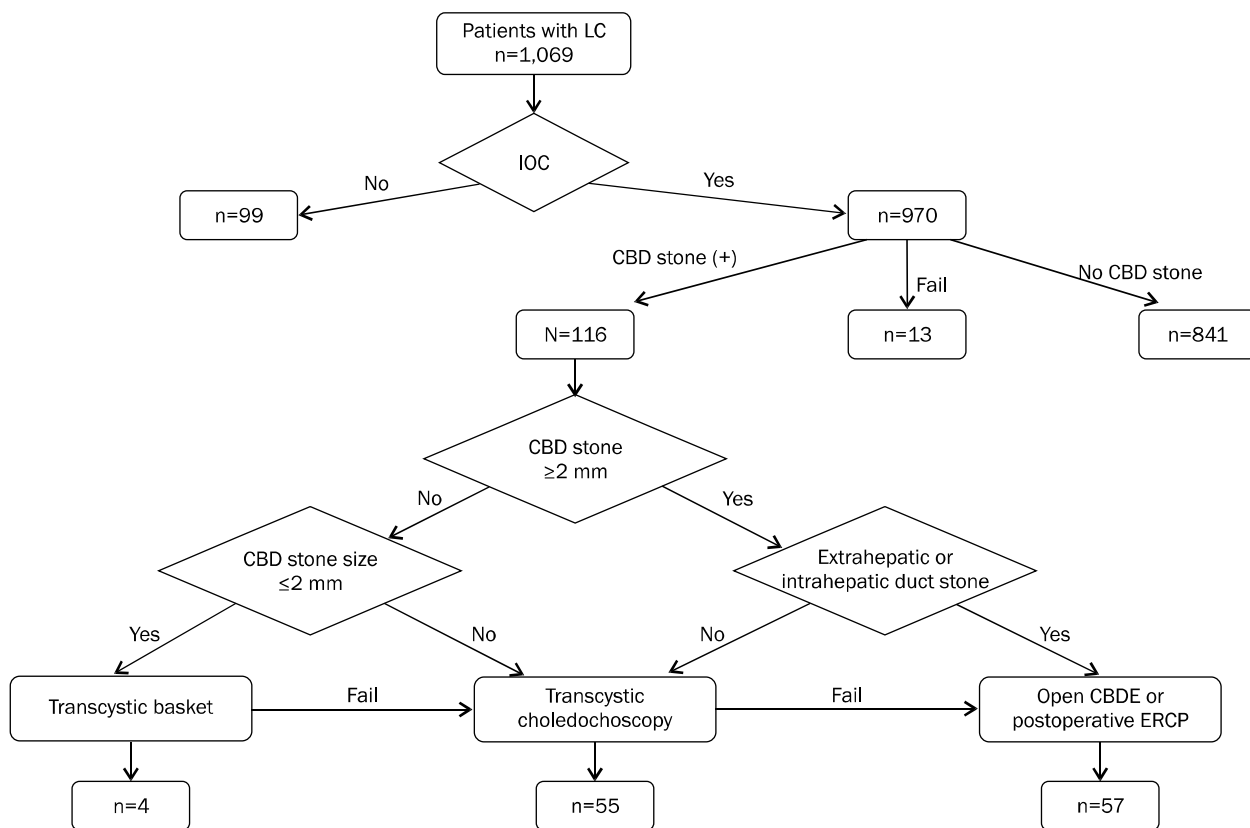 Patients with LC
n=1,069
IOC
No
Yes
n=99
n=970
CBD stone (+)
Fail
No CBD stone
N=116
n=13
n=841
CBD stone
≥2 mm
No
Yes
CBD stone size
≤2 mm
Extrahepatic or
intrahepatic duct stone
Yes
No
No
Yes
Transcystic basket
Fail
Transcystic
choledochoscopy
Fail
Open CBDE or
postoperative ERCP
n=4
n=55
n=57